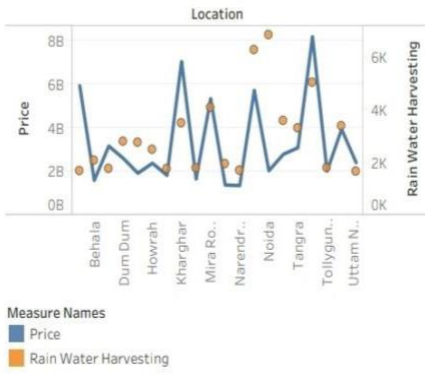 Location
8B
6B
4B
2B
0B
Price
6K
4K
2K
0K
Rain Water Harvesting
Behala
Dum Dum
Howrah
Kharghar
Mira Ro..
Narendr..
Noida
Tangra
Tollygun..
Uttam N..
Measure Names
Price
Rain Water Harvesting